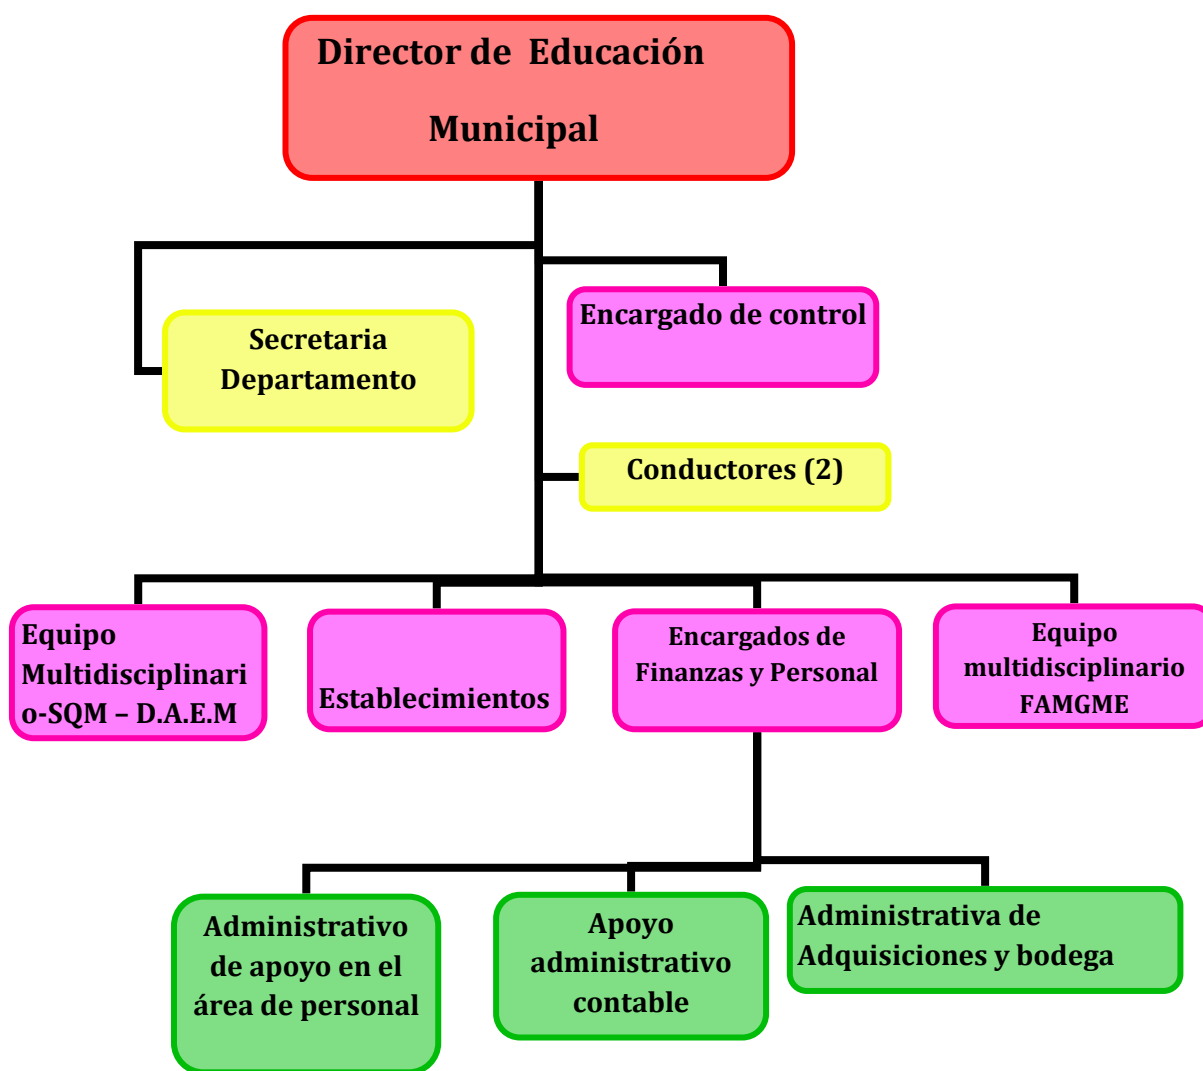 Director de Educación
Municipal
Encargado de control
Secretaria
Departamento
Conductores (2)
Equipo
Multidisciplinari
o-SQM – D.A.E.M
Establecimientos
Encargados de
Finanzas y Personal
Equipo
multidisciplinario
FAMGME
Administrativo
de apoyo en el
área de personal
Apoyo
administrativo
contable
Administrativa de
Adquisiciones y bodega